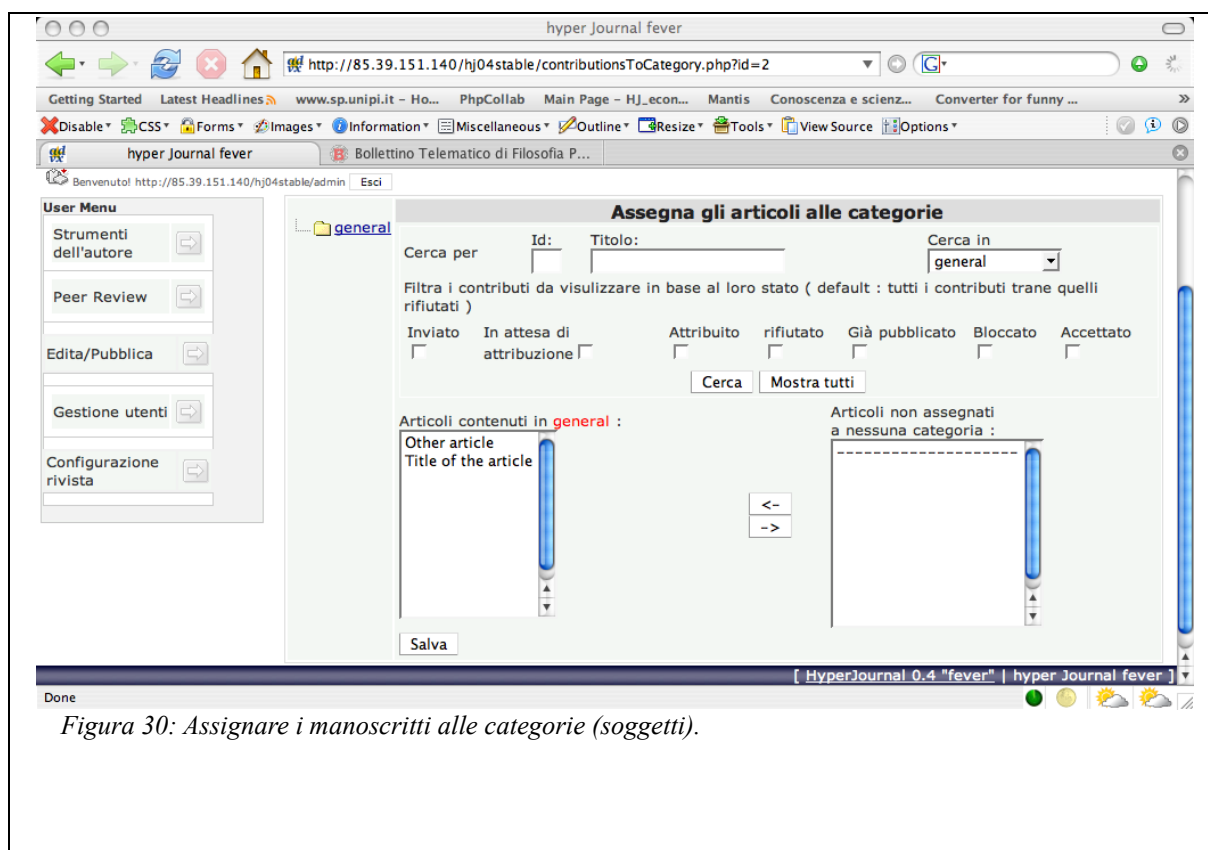 hyper Journal fever
http://85.39.151.140/hj04stable/contributionsToCategory.php?id=2
G
Getting Started Latest Headlines www.sp.unipi.it – Ho... PhpCollab Main Page – HJ_econ... Mantis Conoscenza e scienz... Converter for funny ... »
Disable CSS Forms Images Information Miscellaneous Outline Resize Tools View Source Options
hyper Journal fever Bollettino Telematico di Filosofia P...
Benvenuto! http://85.39.151.140/hj04stable/admin Esci
User Menu
Strumenti
dell'autore
Peer Review
Edita/Pubblica
Gestione utenti
Configurazione
rivista
general
Assegna gli articoli alle categorie
Cerca per Id: Titolo: Cerca in
general
Filtra i contributi da visulizzare in base al loro stato ( default : tutti i contributi trane quelli
rifiutati )
Inviato In attesa di attribuzione Attribuito rifiutato Già pubblicato Bloccato Accettato
Cerca Mostra tutti
Articoli contenuti in general :
Other article
Title of the article
<-
->
Articoli non assegnati
a nessuna categoria :
--------------------
Salva
[ HyperJournal 0.4 "fever" | hyper Journal fever ]
Done
Figura 30: Assignare i manoscritti alle categorie (soggetti).